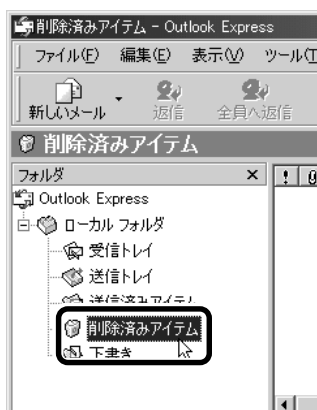 削除済みアイテム - Outlook Express
ファイル(F) 編集(E) 表示(V) ツール(T
新しいメール 返信 全員へ返信
削除済みアイテム
フォルダ × !
Outlook Express
ローカル フォルダ
受信トレイ
送信トレイ
送信済みアイテム
削除済みアイテム
下書き